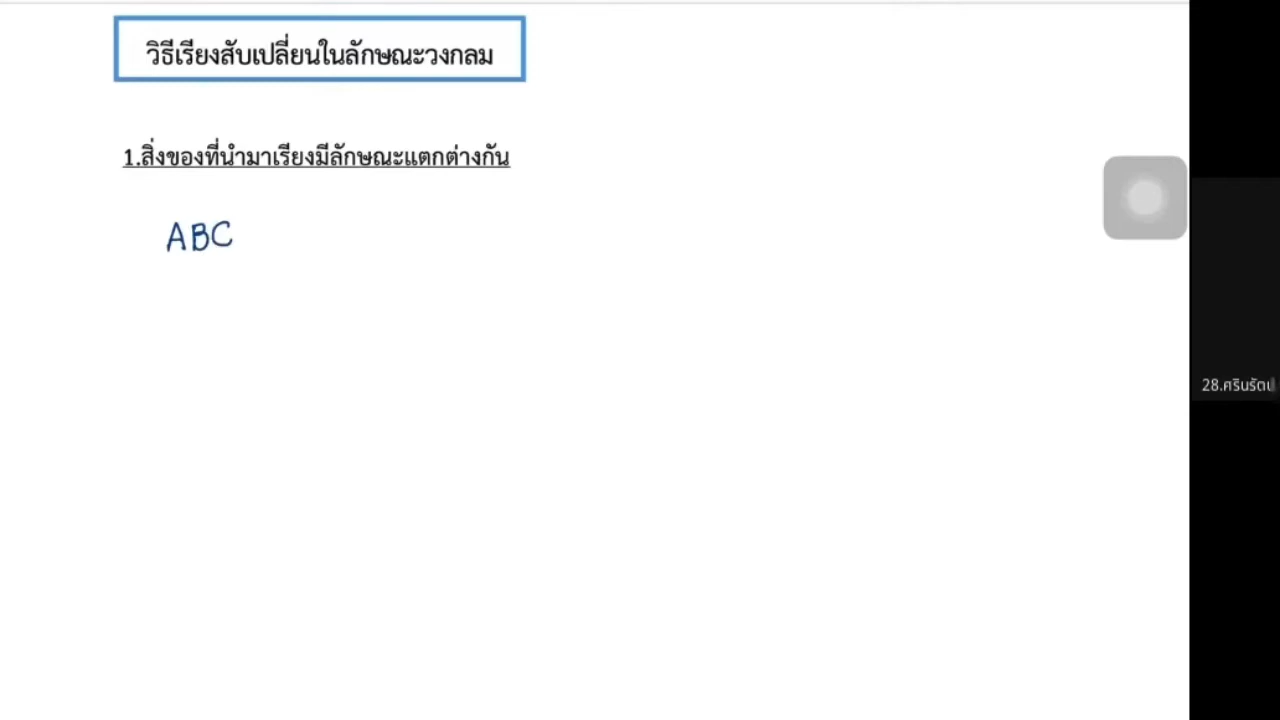 วิธีเรียงสับเปลี่ยนในลักษณะวงกลม
1.สิ่งของที่นำมาเรียงมีลักษณะแตกต่างกัน
ABC
28.ศรินรัตน์